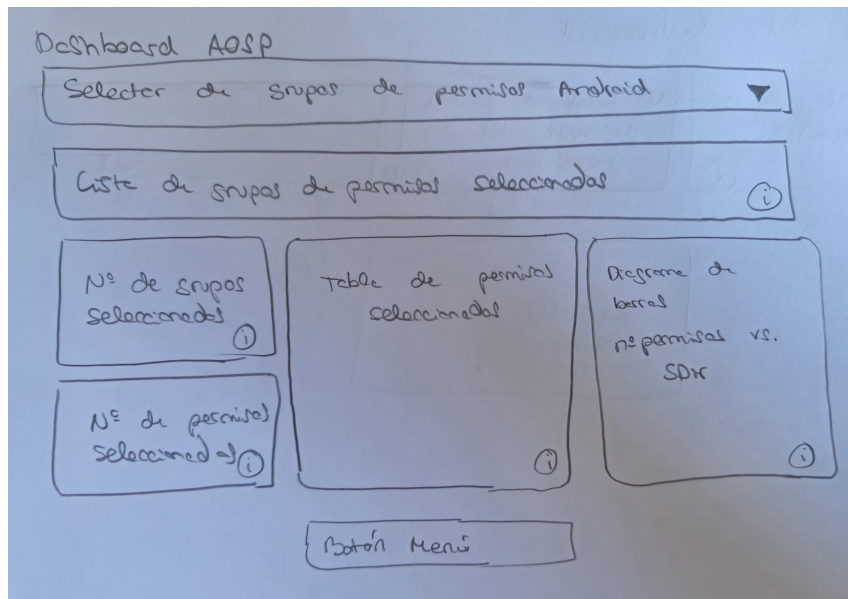 Dashboard AOSP
Selector de grupos de permisos Android
Lista de grupos de permisos seleccionados
i
Nº de grupos
seleccionados
i
Nº de permisos
seleccionados
i
Tabla de permisos
seleccionados
i
Diagrama de
barras
nº permisos vs.
SDK
i
Botón Menú